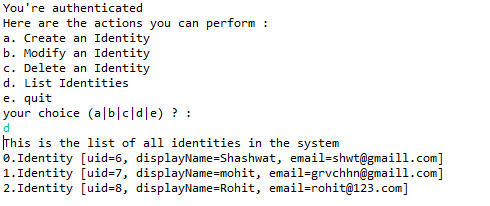 You're authenticated
Here are the actions you can perform :
a. Create an Identity
b. Modify an Identity
c. Delete an Identity
d. List Identities
e. quit
your choice (a|b|c|d|e) ? :
d
This is the list of all identities in the system
0.Identity [uid=6, displayName=Shashwat, email=shwt@gmaill.com]
1.Identity [uid=7, displayName=mohit, email=grvchhn@gmaill.com]
2.Identity [uid=8, displayName=Rohit, email=rohit@123.com]